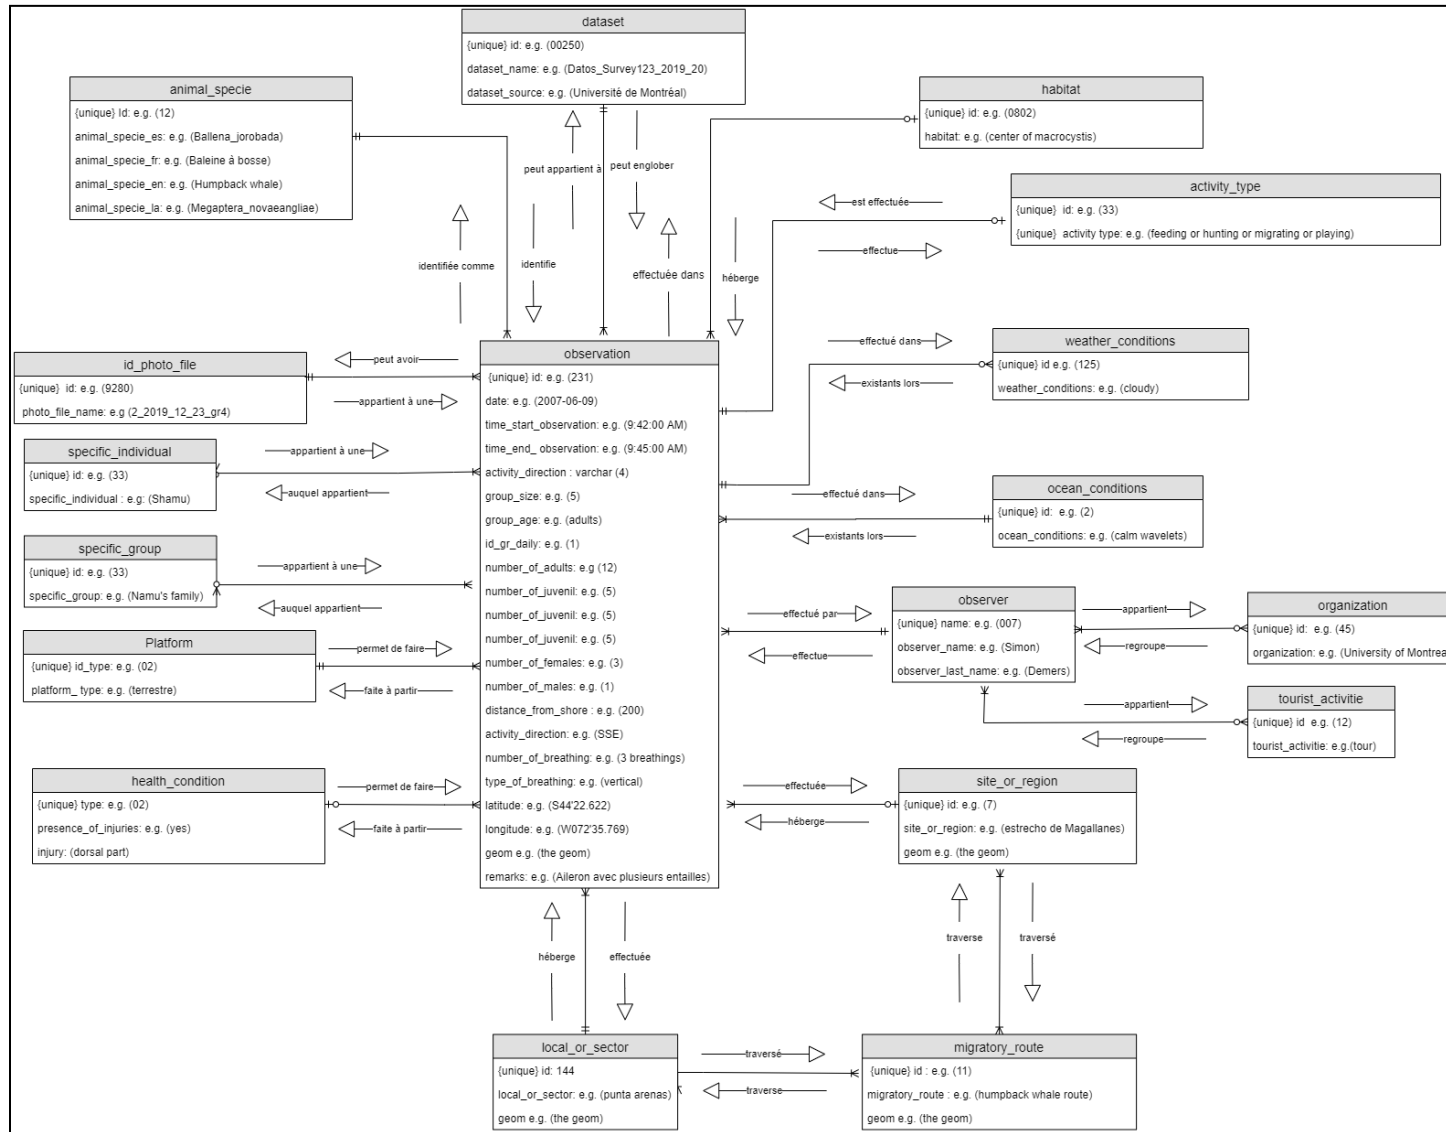 dataset
{unique} id: e.g. (00250)
dataset_name: e.g. (Datos_Survey123_2019_20)
dataset_source: e.g. (Université de Montréal)
animal_specie
{unique} Id: e.g. (12)
animal_specie_es: e.g. (Ballena_jorobada)
animal_specie_fr: e.g. (Baleine à bosse)
animal_specie_en: e.g. (Humpback whale)
animal_specie_la: e.g. (Megaptera_novaeangliae)
habitat
{unique} id: e.g. (0802)
habitat: e.g. (center of macrocystis)
peut appartient à
peut englober
activity_type
{unique} id: e.g. (33)
{unique} activity type: e.g. (feeding or hunting or migrating or playing)
est effectuée
effectue
identifiée comme
identifie
effectuée dans
héberge
id_photo_file
{unique} id: e.g. (9280)
photo_file_name: e.g (2_2019_12_23_gr4)
peut avoir
appartient à une
specific_individual
{unique} id: e.g. (33)
specific_individual : e.g: (Shamu)
appartient à une
auquel appartient
specific_group
{unique} id: e.g. (33)
specific_group: e.g. (Namu's family)
appartient à une
auquel appartient
Platform
{unique} id_type: e.g. (02)
platform_ type: e.g. (terrestre)
permet de faire
faite à partir
health_condition
{unique} type: e.g. (02)
presence_of_injuries: e.g. (yes)
injury: (dorsal part)
permet de faire
faite à partir
observation
{unique} id: e.g. (231)
date: e.g. (2007-06-09)
time_start_observation: e.g. (9:42:00 AM)
time_end_ observation: e.g. (9:45:00 AM)
activity_direction : varchar (4)
group_size: e.g. (5)
group_age: e.g. (adults)
id_gr_daily: e.g. (1)
number_of_adults: e.g (12)
number_of_juvenil: e.g. (5)
number_of_juvenil: e.g. (5)
number_of_juvenil: e.g. (5)
number_of_females: e.g. (3)
number_of_males: e.g. (1)
distance_from_shore : e.g. (200)
activity_direction: e.g. (SSE)
number_of_breathing: e.g. (3 breathings)
type_of_breathing: e.g. (vertical)
latitude: e.g. (S44'22.622)
longitude: e.g. (W072'35.769)
geom e.g. (the geom)
remarks: e.g. (Aileron avec plusieurs entailles)
effectué dans
existants lors
weather_conditions
{unique} id e.g. (125)
weather_conditions: e.g. (cloudy)
effectué dans
existants lors
ocean_conditions
{unique} id: e.g. (2)
ocean_conditions: e.g. (calm wavelets)
effectué par
effectue
observer
{unique} name: e.g. (007)
observer_name: e.g. (Simon)
observer_last_name: e.g. (Demers)
appartient
regroupe
organization
{unique} id: e.g. (45)
organization: e.g. (University of Montrea
appartient
regroupe
tourist_activitie
{unique} id e.g. (12)
tourist_activitie: e.g.(tour)
effectuée
héberge
site_or_region
{unique} id: e.g. (7)
site_or_region: e.g. (estrecho de Magallanes)
geom e.g. (the geom)
héberge
effectuée
traverse
traversé
local_or_sector
{unique} id: 144
local_or_sector: e.g. (punta arenas)
geom e.g. (the geom)
traversé
traverse
migratory_route
{unique} id : e.g. (11)
migratory_route : e.g. (humpback whale route)
geom e.g. (the geom)